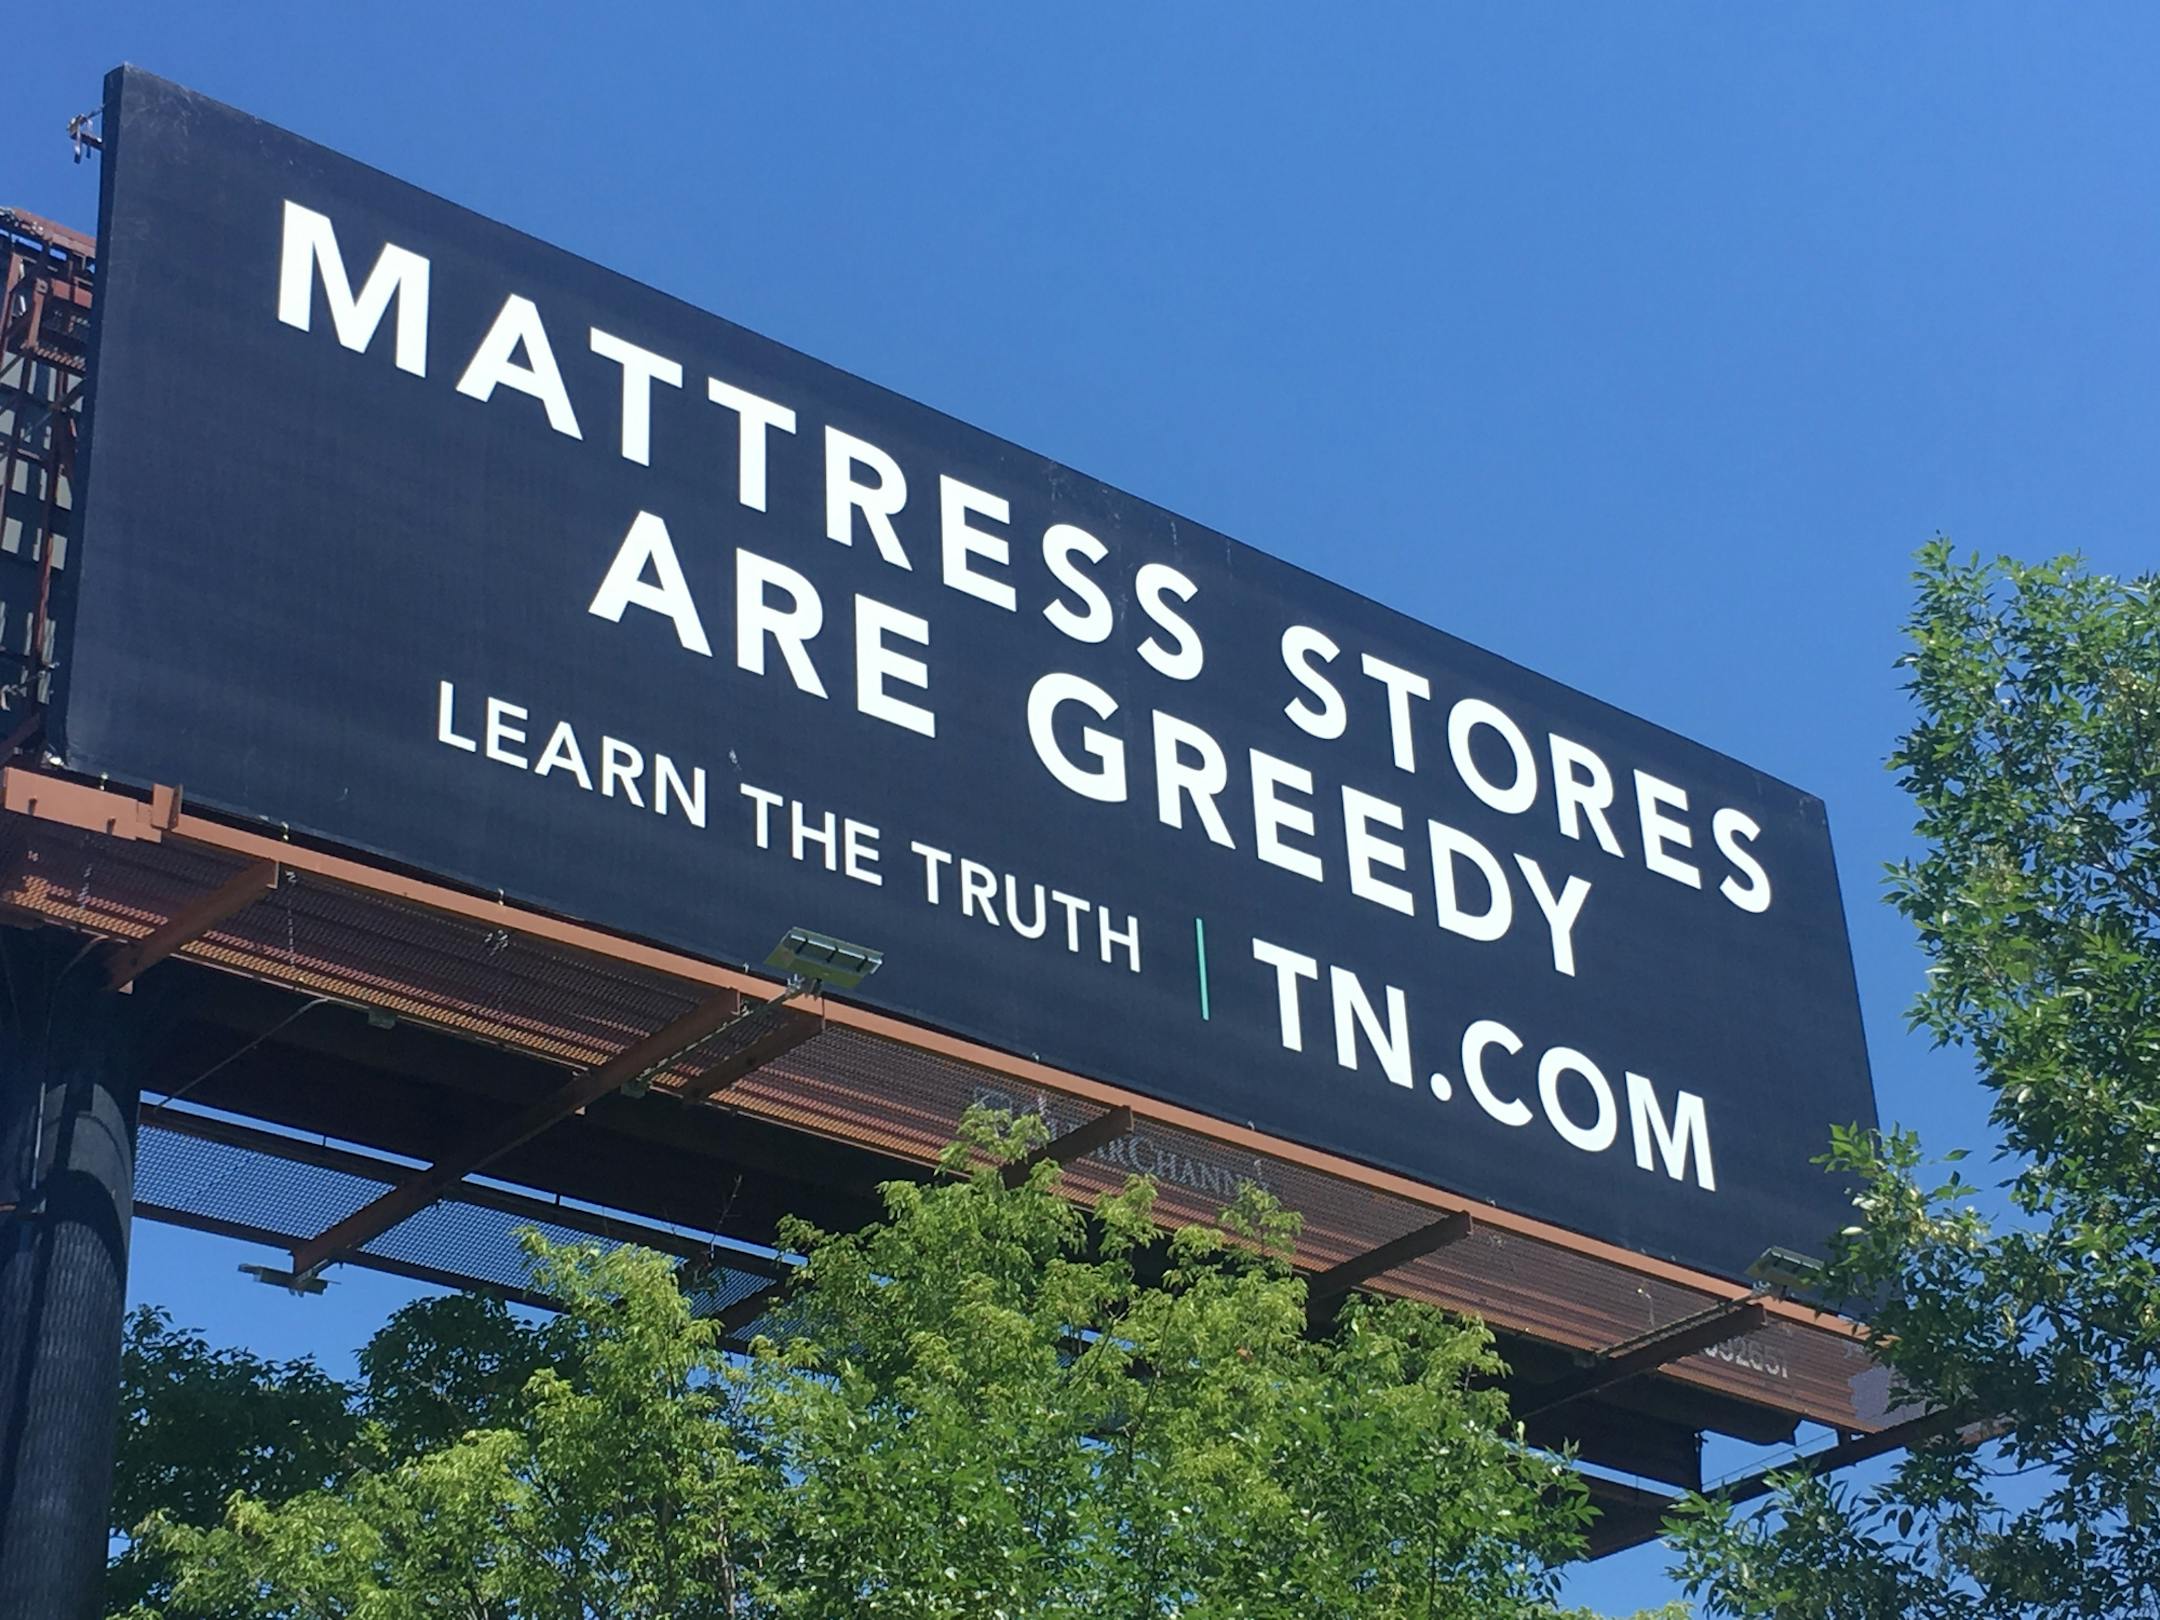 MATTRESS STORES
ARE GREEDY
LEARN THE TRUTH | TN.COM